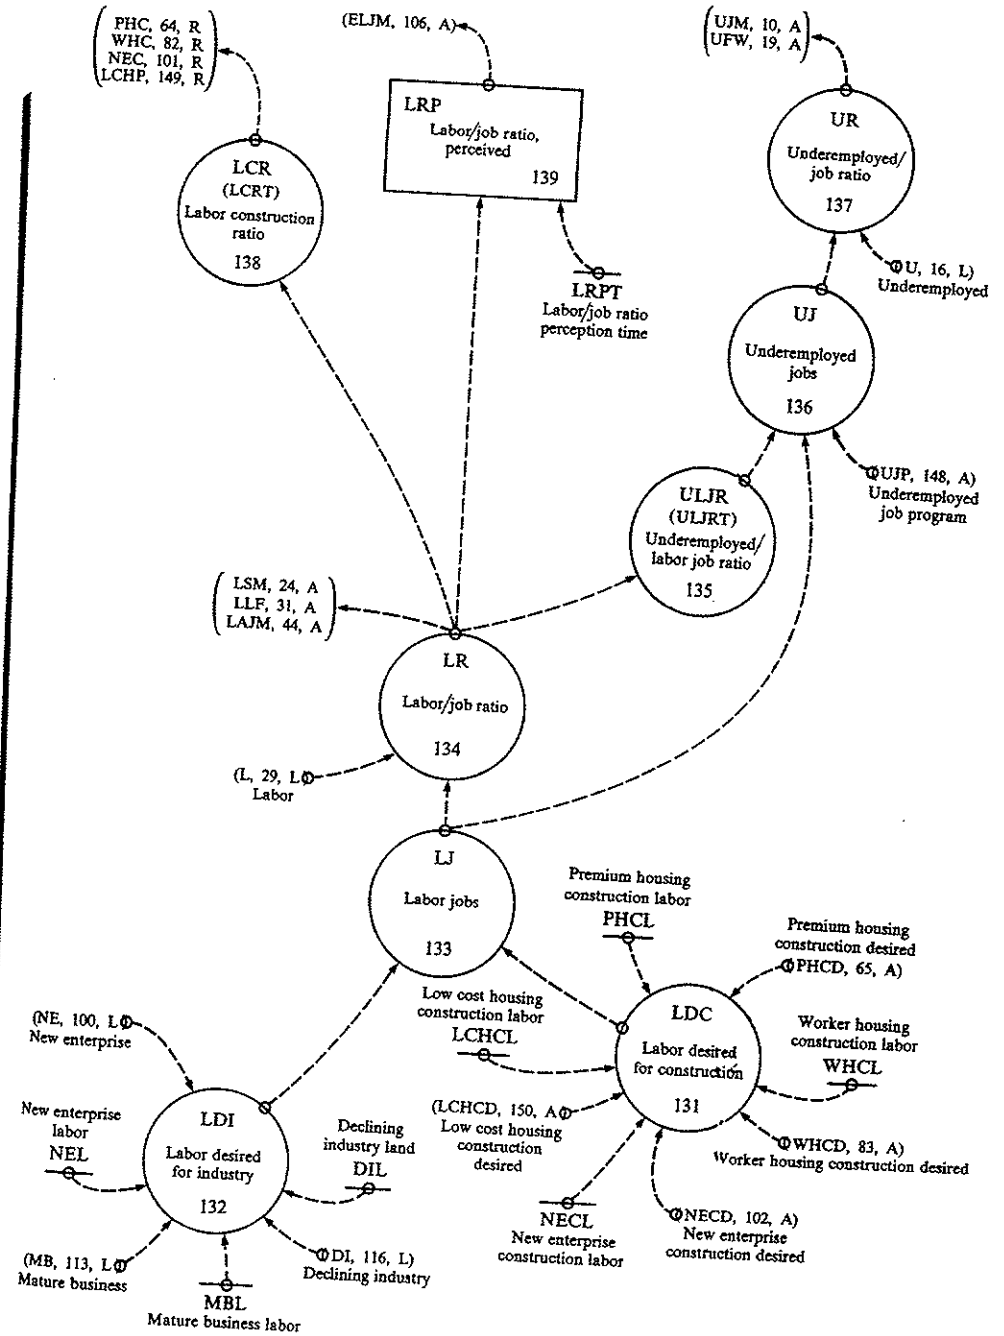 PHC, 64, R
WHC, 82, R
NEC, 101, R
LCHP, 149, R
(ELJM, 106, A)
UJM, 10, A
UFW, 19, A
LCR
(LCRT)
Labor construction
ratio
138
LRP
Labor/job ratio,
perceived
139
UR
Underemployed/
job ratio
137
LRPT
Labor/job ratio
perception time
U, 16, L)
Underemployed
UJ
Underemployed
jobs
136
UJP, 148, A)
Underemployed
job program
ULJR
(ULJRT)
Underemployed/
labor job ratio
135
LSM, 24, A
LLF, 31, A
LAJM, 44, A
LR
Labor/job ratio
134
(L, 29, L
Labor
LJ
Labor jobs
133
Premium housing
construction labor
PHCL
Premium housing
construction desired
PHCD, 65, A)
Low cost housing
construction labor
LCHCL
LDC
Labor desired
for construction
131
Worker housing
construction labor
WHCL
(LCHCD, 150, A
Low cost housing
construction
desired
WHCD, 83, A)
Worker housing construction desired
NECL
New enterprise
construction labor
NECD, 102, A)
New enterprise
construction desired
(NE, 100, L
New enterprise
New enterprise
labor
NEL
LDI
Labor desired
for industry
132
Declining
industry land
DIL
(MB, 113, L
Mature business
MBL
Mature business labor
DI, 116, L)
Declining industry